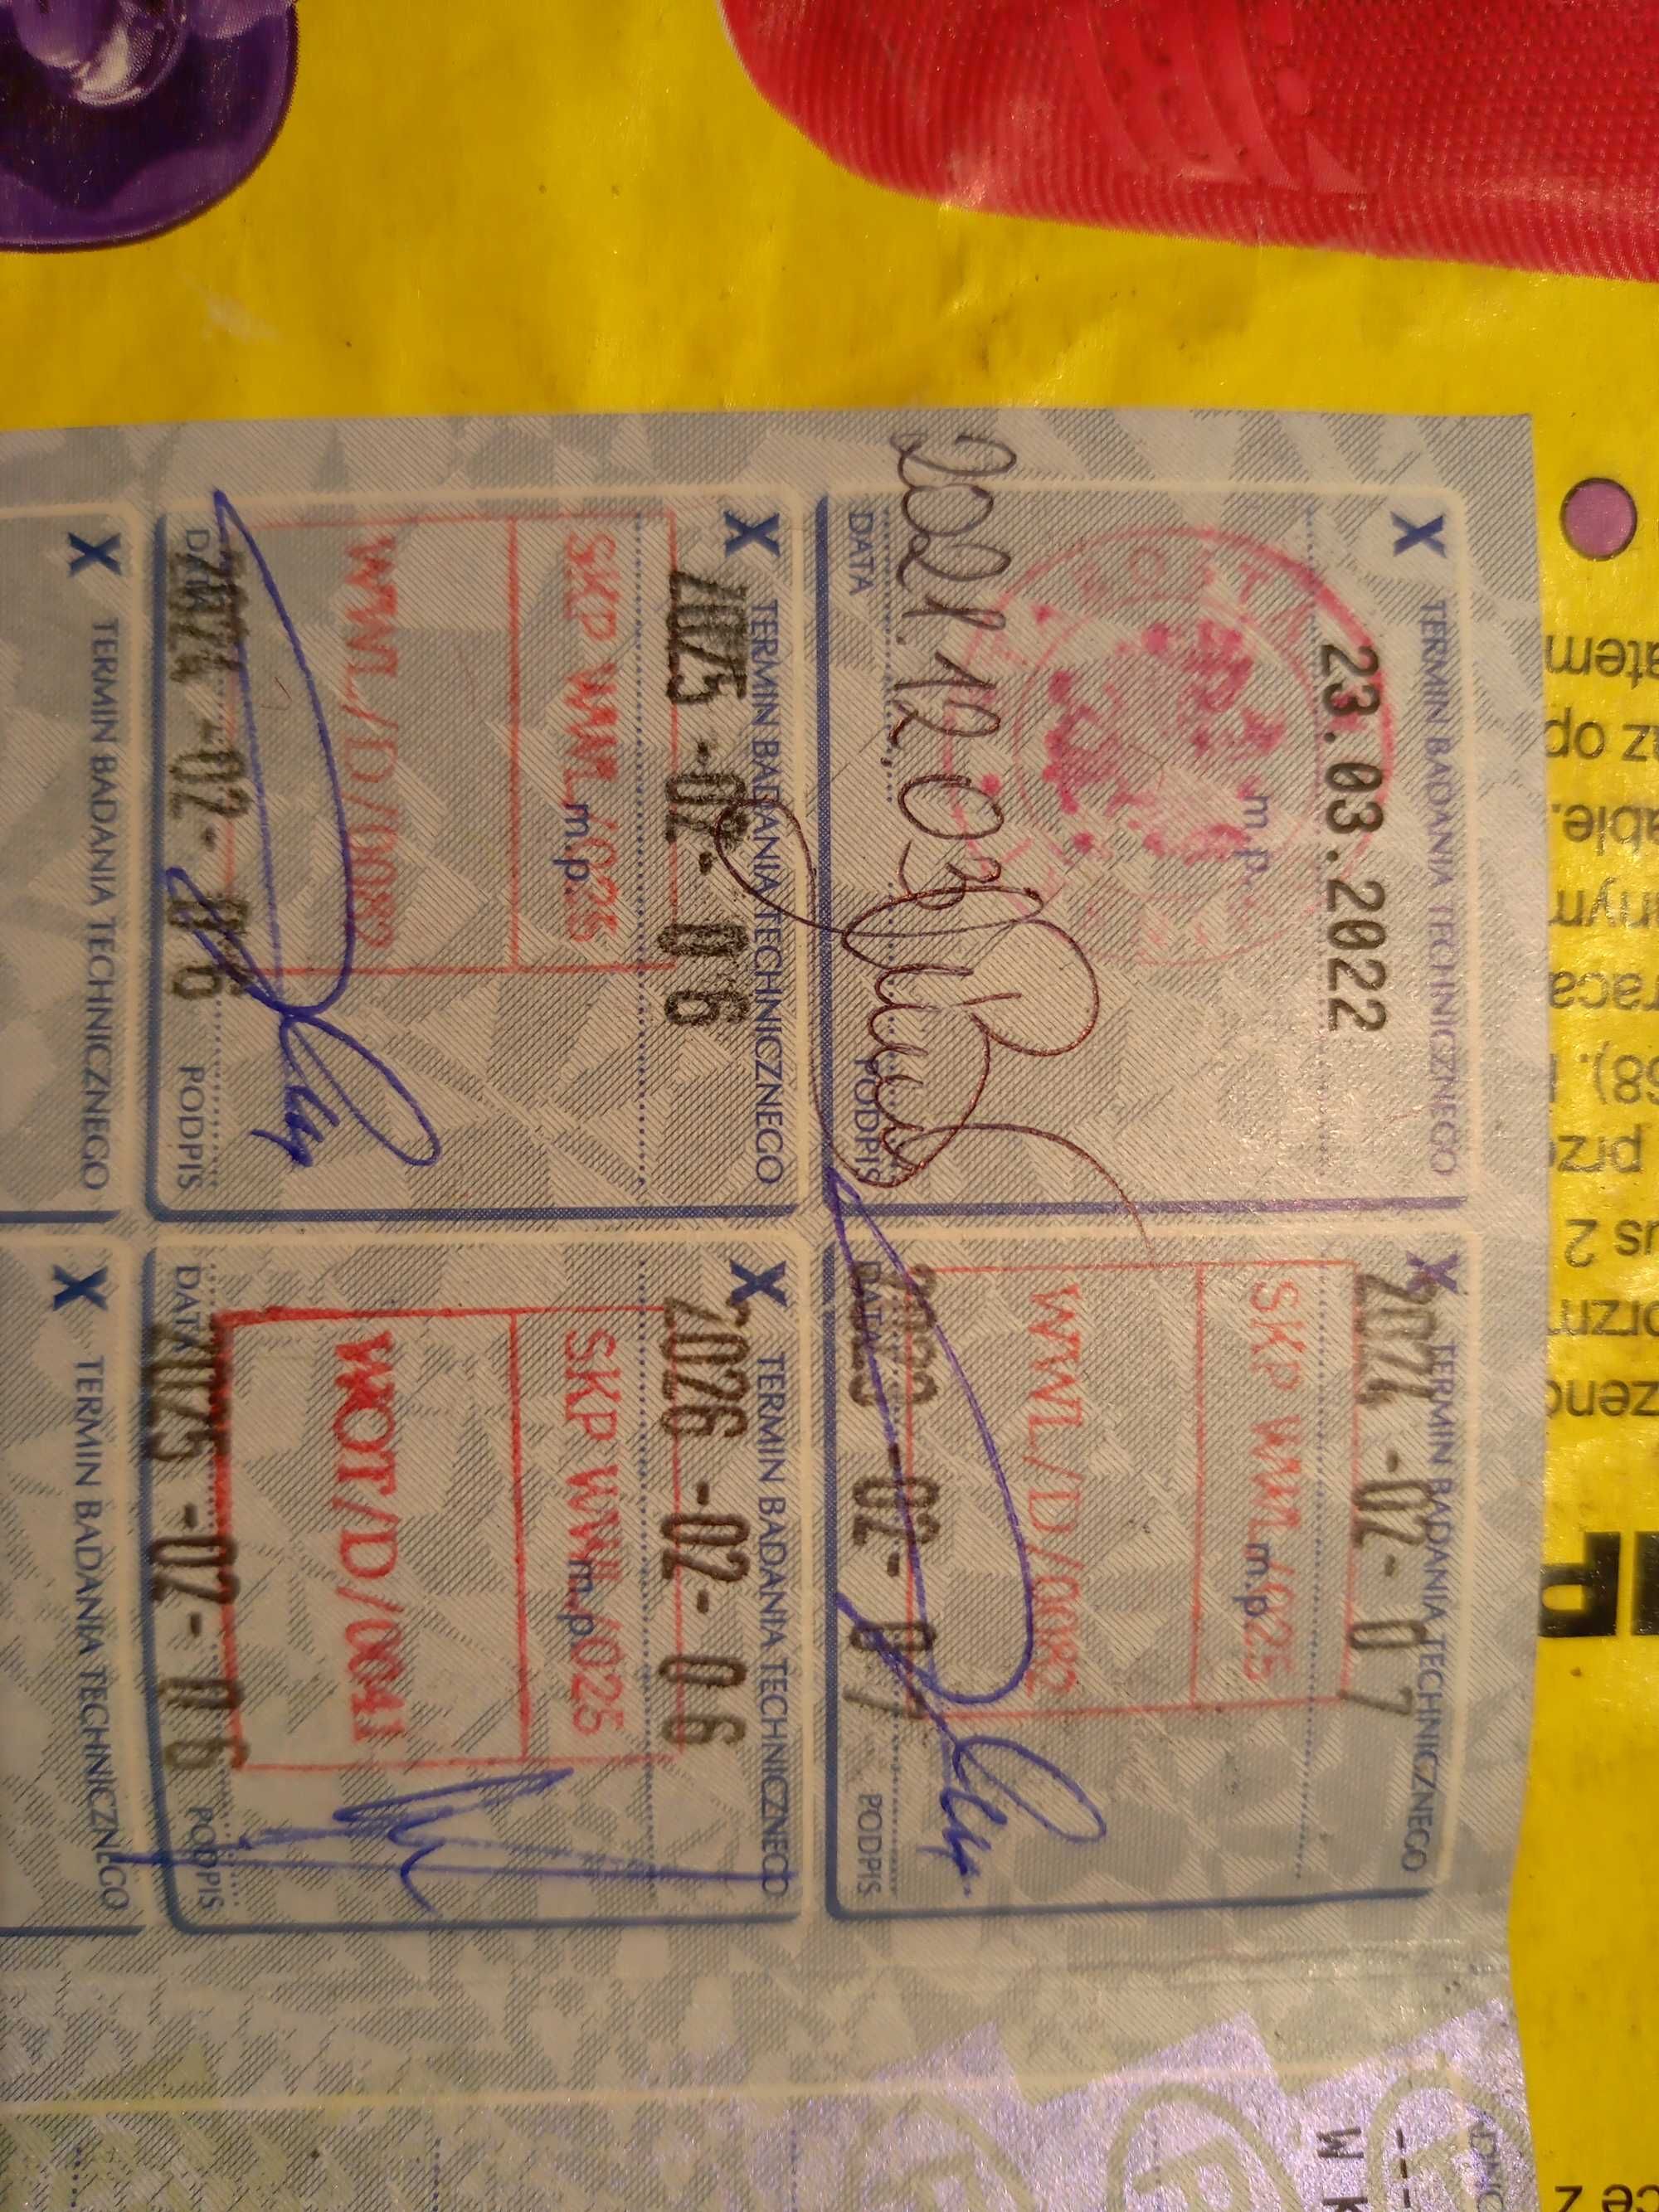 X TERMIN BADANIA TECHNICZNEGO
23.03.2022
m.p.
2021.12.03
DATA PODPIS
X TERMIN BADANIA TECHNICZNEGO
2024-02-07
SKP WWL/025
m.p.
WWL/D/0082
2023-02-07
DATA PODPIS
X TERMIN BADANIA TECHNICZNEGO
2025-02-06
SKP WWL/025
m.p.
WWL/D/0082
2024-02-06
DATA PODPIS
X TERMIN BADANIA TECHNICZNEGO
2026-02-06
SKP WWL/025
m.p.
WOT/D/0041
2025-02-06
DATA PODPIS
X TERMIN BADANIA TECHNICZNEGO
X TERMIN BADANIA TECHNICZNEGO